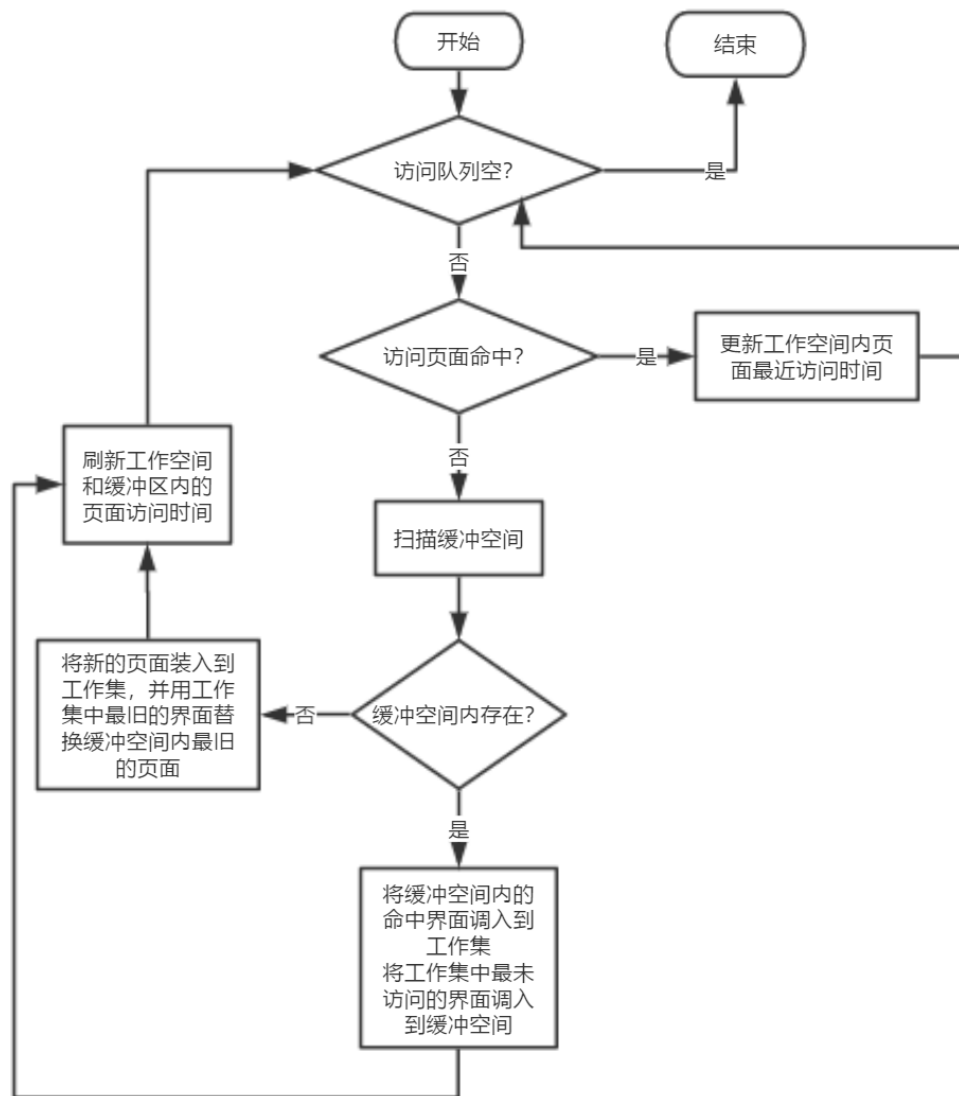 开始
结束
访问队列空?
是
否
访问页面命中?
是
更新工作空间内页
面最近访问时间
否
刷新工作空间
和缓冲区内的
页面访问时间
扫描缓冲空间
将新的页面装入到
工作集，并用工作
集中最旧的界面替
换缓冲空间内最旧
的页面
否
缓冲空间内存在?
是
将缓冲空间内的
命中界面调入到
工作集
将工作集中最未
访问的界面调入
到缓冲空间